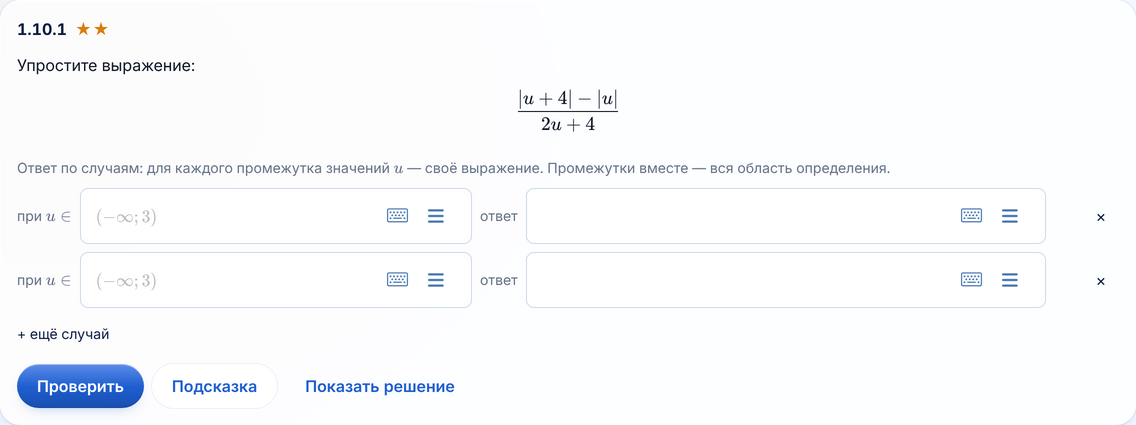 1.10.1 ★★
Упростите выражение:
|u + 4| − |u|
2u + 4
Ответ по случаям: для каждого промежутка значений u — своё выражение. Промежутки вместе — вся область определения.
при u ∈ (−∞; 3) ответ ×
при u ∈ (−∞; 3) ответ ×
+ ещё случай
Проверить Подсказка Показать решение